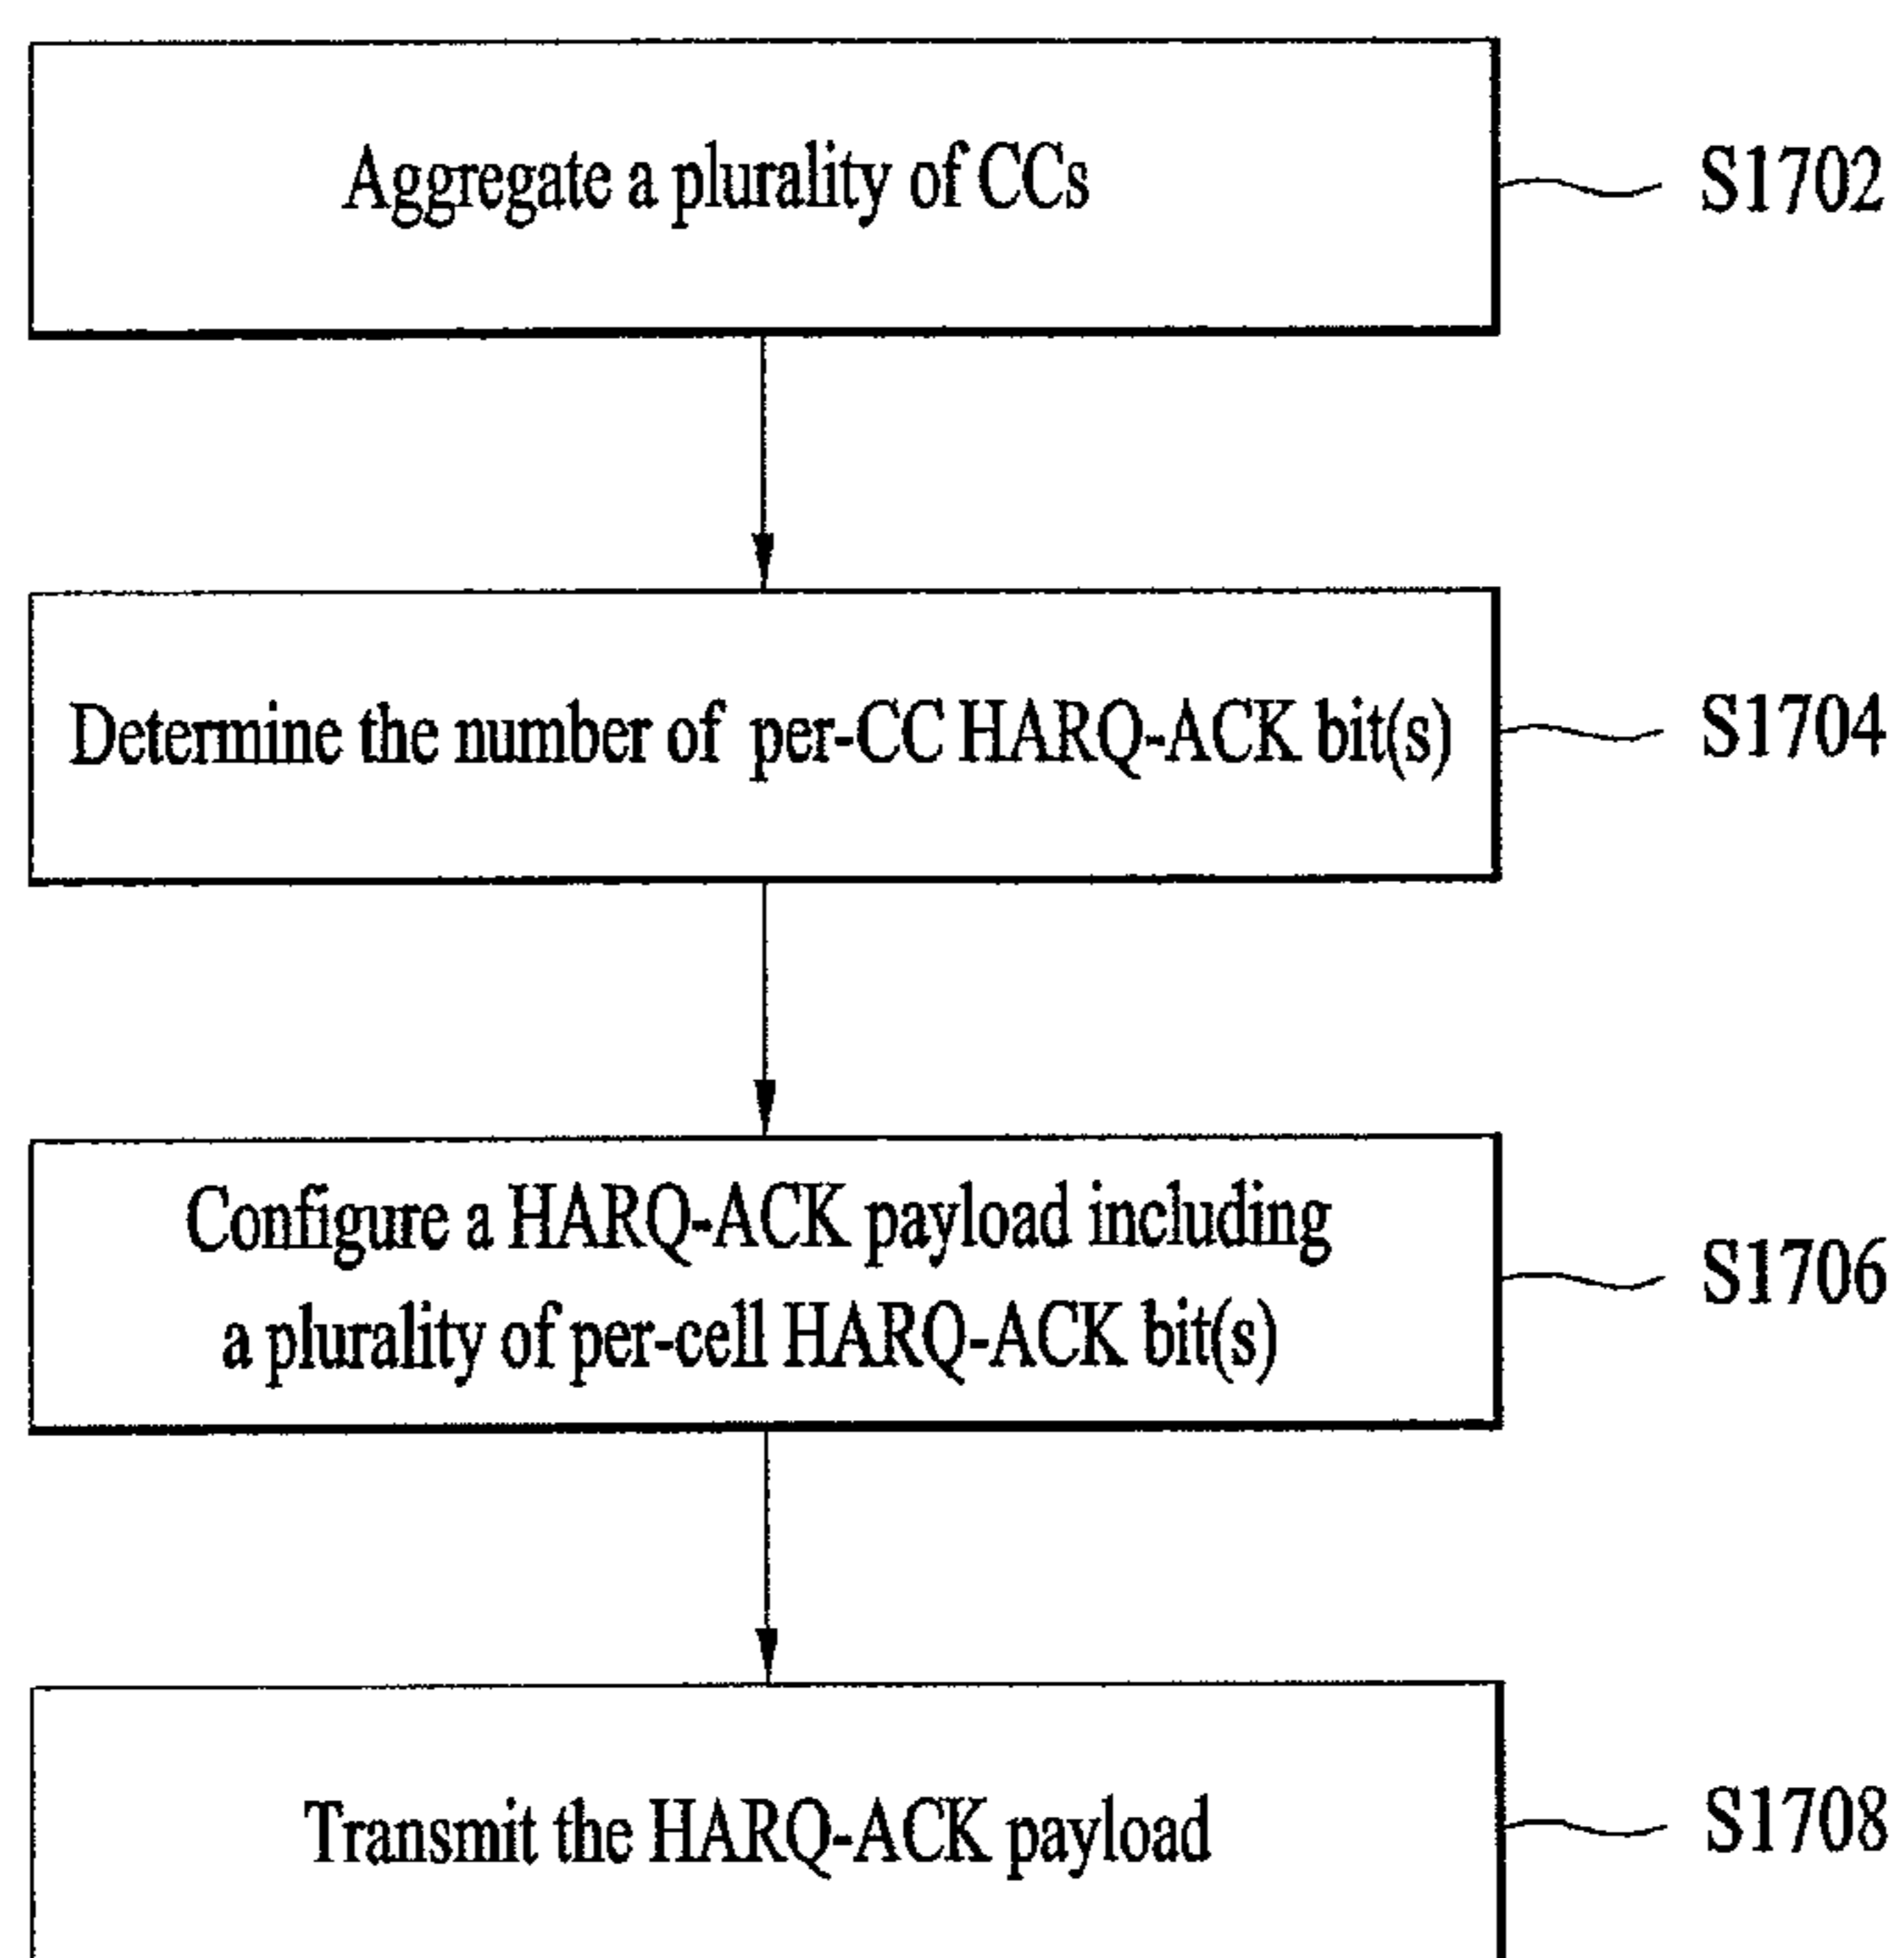 Aggregate a plurality of CCs
S1702
Determine the number of per-CC HARQ-ACK bit(s)
S1704
Configure a HARQ-ACK payload including
a plurality of per-cell HARQ-ACK bit(s)
S1706
Transmit the HARQ-ACK payload
S1708